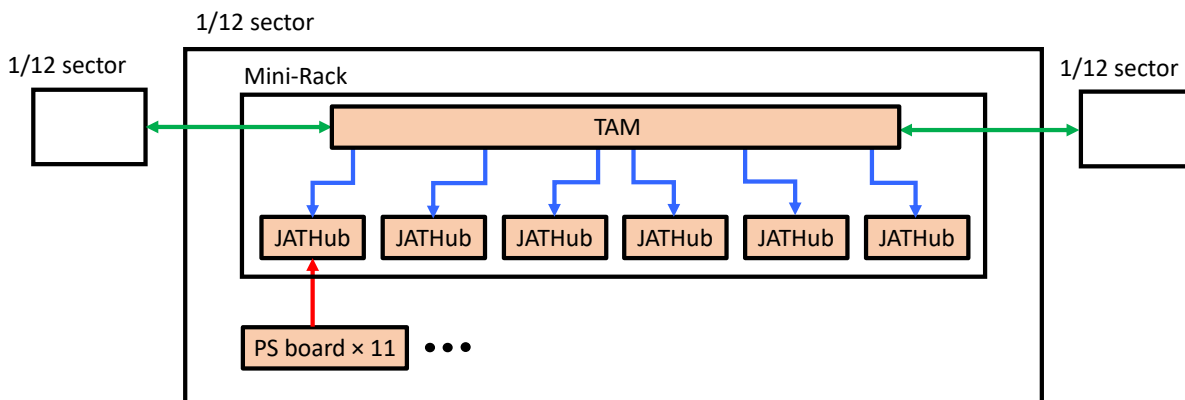 1/12 sector
1/12 sector
1/12 sector
Mini-Rack
TAM
JATHub
JATHub
JATHub
JATHub
JATHub
JATHub
PS board × 11 •••